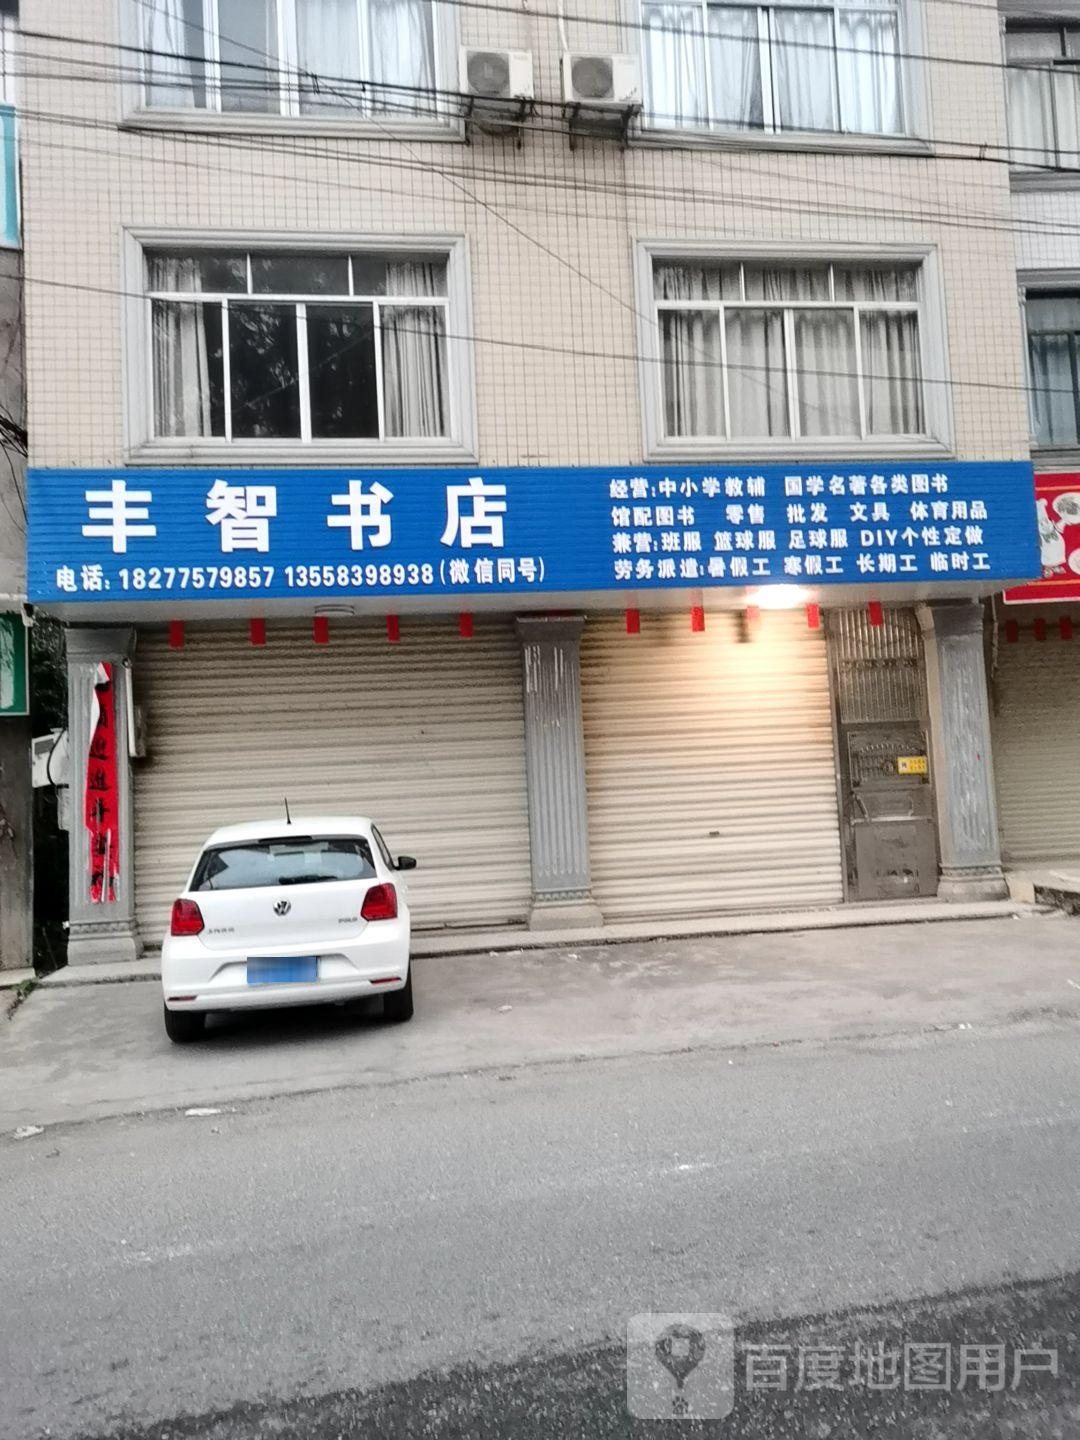 丰智书店
电话: 18277579857 13558398938(微信同号)
经营:中小学教辅 国学名著各类图书
馆配图书 零售 批发 文具 体育用品
兼营:班服 篮球服 足球服 DIY个性定做
劳务派遣:暑假工 寒假工 长期工 临时工
POLO
百度地图用户